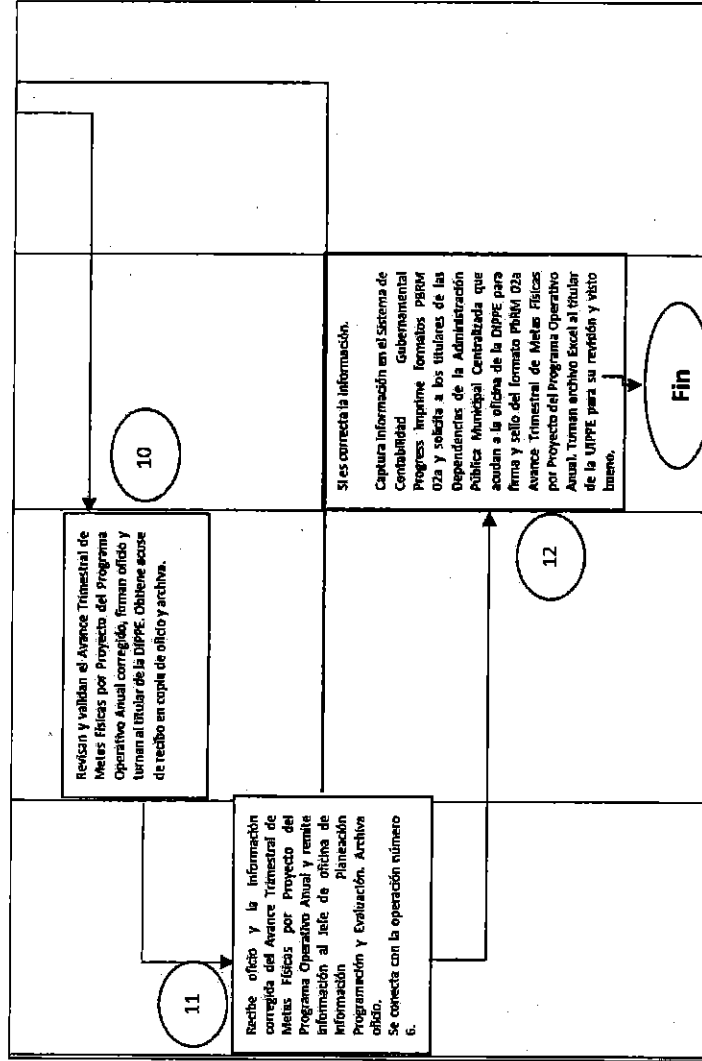 10
Revisan y validan el Avance Trimestral de
Metas Físicas por Proyecto del Programa
Operativo Anual corregido, firman oficio y
turnan al titular de la DIPPE. Obtiene acuse
de recibo en copia de oficio y archiva.
11
Recibe oficio y la información
corregida del Avance Trimestral de
Metas Físicas por Proyecto del
Programa Operativo Anual y remite
información al Jefe de oficina de
Información Planeación
Programación y Evaluación. Archiva
oficio.
Se conecta con la operación número
6.
12
Si es correcta la información.
Captura información en el Sistema de
Contabilidad Gubernamental
Progress imprime formatos PBRM
02a y solicita a los titulares de las
Dependencias de la Administración
Pública Municipal Centralizada que
acudan a la oficina de la DIPPE para
firma y sello del formato PbRM 02a
Avance Trimestral de Metas Físicas
por Proyecto del Programa Operativo
Anual. Turnan archivo Excel al titular
de la UIPPE para su revisión y visto
bueno.
Fin